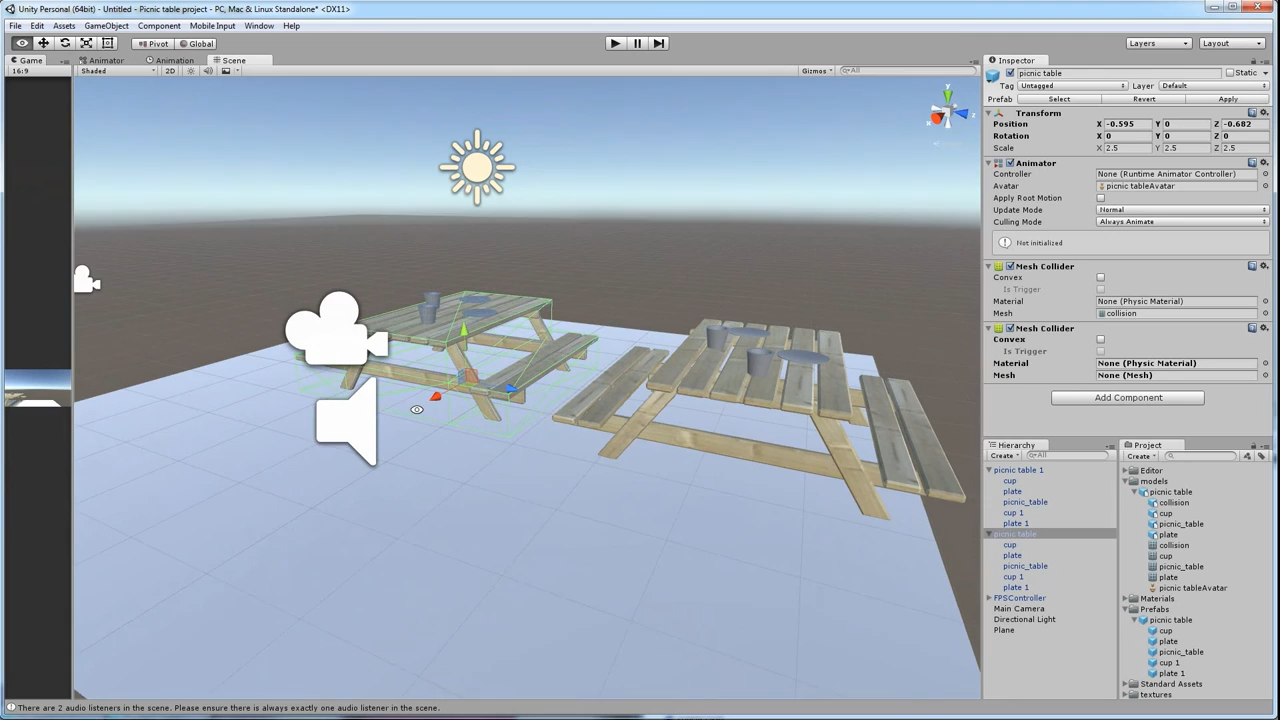 Unity Personal (64bit) - Untitled - Picnic table project - PC, Mac & Linux Standalone* <DX11>
File Edit Assets GameObject Component Mobile Input Window Help
Pivot Global Layers Layout
Game Animator Animation Scene
16:9 Shaded 2D Gizmos All
y
x
z
Inspector
picnic table Static
Tag Untagged Layer Default
Prefab Select Revert Apply
Transform
Position X -0.595 Y 0 Z -0.682
Rotation X 0 Y 0 Z 0
Scale X 2.5 Y 2.5 Z 2.5
Animator
Controller None (Runtime Animator Controller)
Avatar picnic tableAvatar
Apply Root Motion
Update Mode Normal
Culling Mode Always Animate
Not initialized
Mesh Collider
Convex
Is Trigger
Material None (Physic Material)
Mesh collision
Mesh Collider
Convex
Is Trigger
Material None (Physic Material)
Mesh None (Mesh)
Add Component
Hierarchy
Create All
picnic table 1
cup
plate
picnic_table
cup 1
plate 1
picnic table
cup
plate
picnic_table
cup 1
plate 1
FPSController
Main Camera
Directional Light
Plane
Project
Create
Editor
models
picnic table
collision
cup
picnic_table
plate
collision
cup
picnic_table
plate
picnic tableAvatar
Materials
Prefabs
picnic table
cup
plate
picnic_table
cup 1
plate 1
Standard Assets
textures
There are 2 audio listeners in the scene. Please ensure there is always exactly one audio listener in the scene.